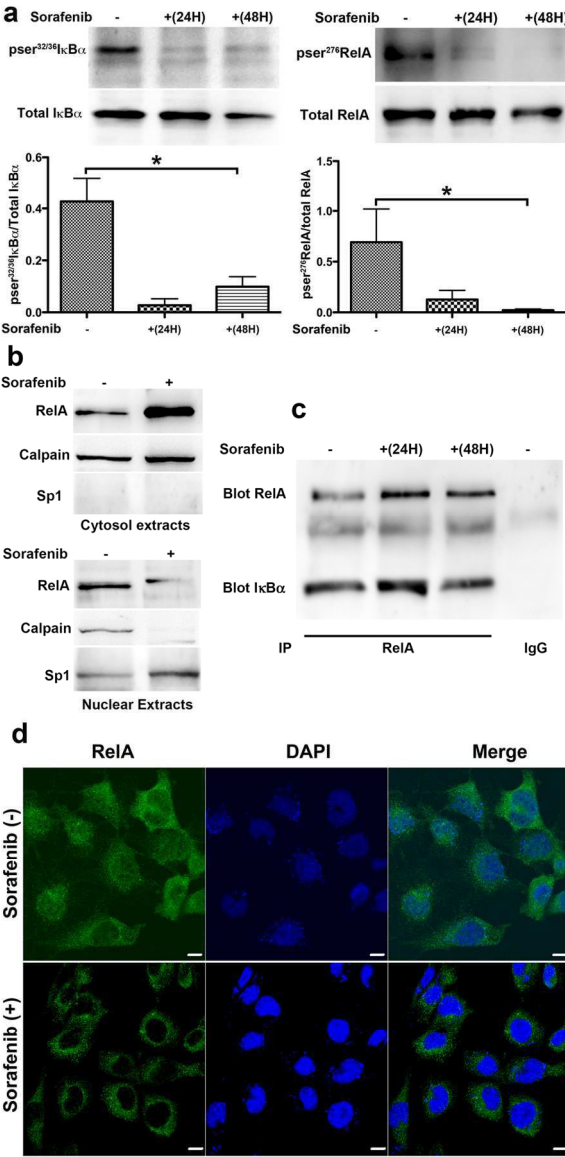 a
Sorafenib - +(24H) +(48H)
pser32/36IκBα
Total IκBα
pser32/36IκBα/Total IκBα
0.6
0.4
0.2
0.0
*
Sorafenib - +(24H) +(48H)
Sorafenib - +(24H) +(48H)
pser276RelA
Total RelA
pser276RelA/total RelA
1.5
1.0
0.5
0.0
*
Sorafenib - +(24H) +(48H)
b
Sorafenib - +
RelA
Calpain
Sp1
Cytosol extracts
Sorafenib - +
RelA
Calpain
Sp1
Nuclear Extracts
c
Sorafenib - +(24H) +(48H) -
Blot RelA
Blot IκBα
IP RelA IgG
d
RelA DAPI Merge
Sorafenib (-)
Sorafenib (+)